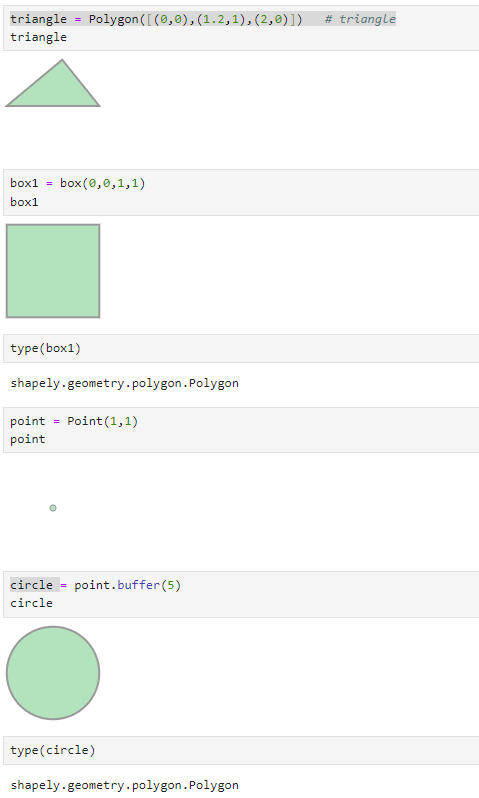 triangle = Polygon([(0,0),(1.2,1),(2,0)])   # triangle
triangle
box1 = box(0,0,1,1)
box1
type(box1)
shapely.geometry.polygon.Polygon
point = Point(1,1)
point
circle = point.buffer(5)
circle
type(circle)
shapely.geometry.polygon.Polygon